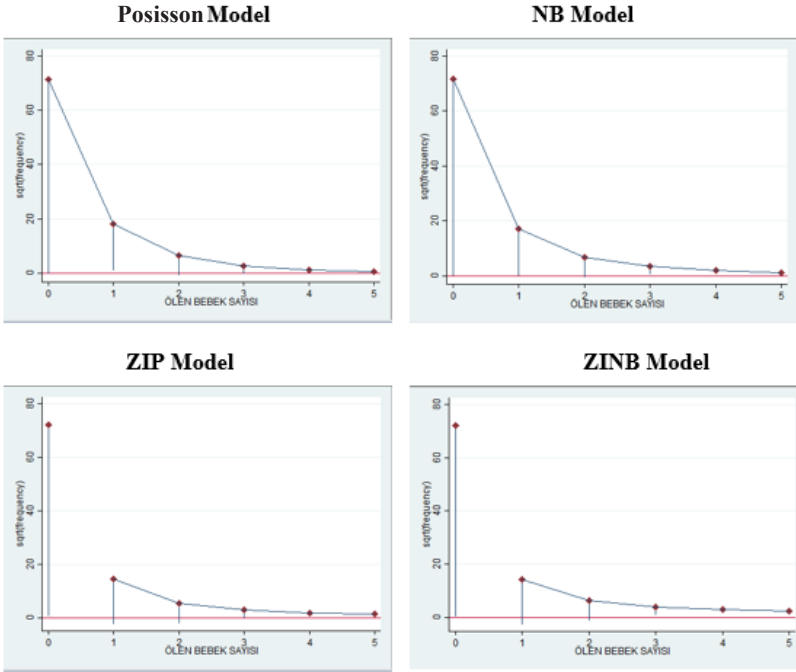 Posisson Model
NB Model
80
60
40
20
0
sqrt(frequency)
0 1 2 3 4 5
ÖLEN BEBEK SAYISI
80
60
40
20
0
sqrt(frequency)
0 1 2 3 4 5
ÖLEN BEBEK SAYISI
ZIP Model
ZINB Model
80
60
40
20
0
sqrt(frequency)
0 1 2 3 4 5
ÖLEN BEBEK SAYISI
80
60
40
20
0
sqrt(frequency)
0 1 2 3 4 5
ÖLEN BEBEK SAYISI